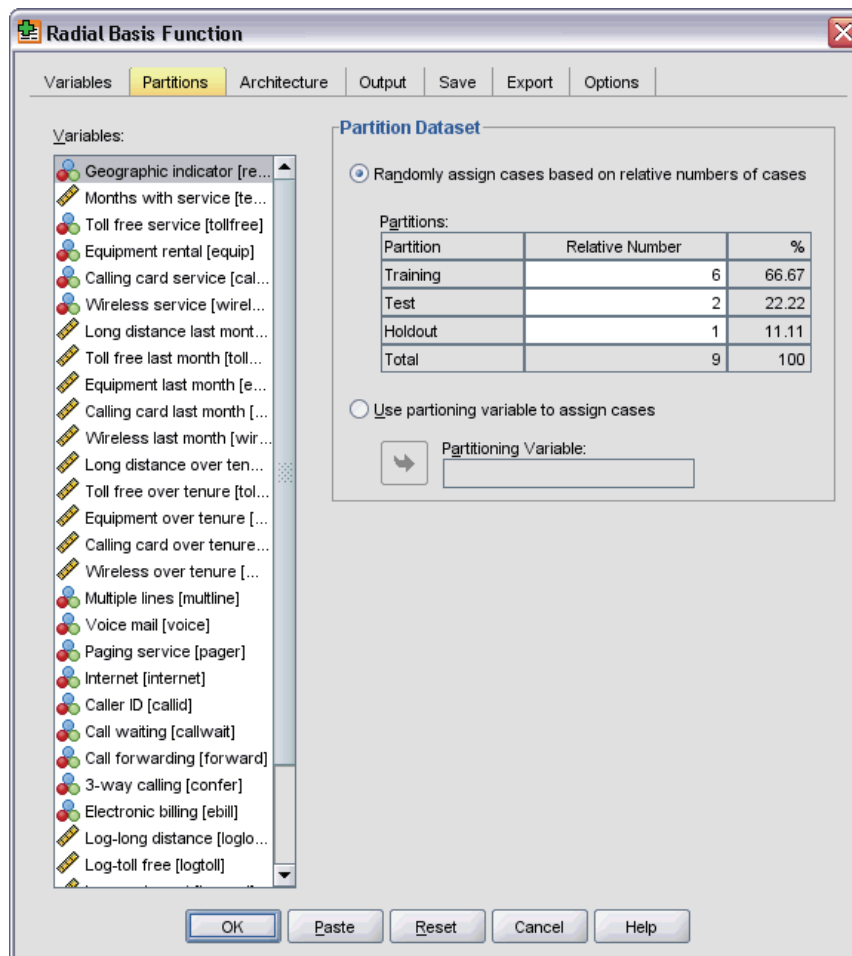 Radial Basis Function
Variables Partitions Architecture Output Save Export Options
Variables:
Geographic indicator [re...
Months with service [te...
Toll free service [tollfree]
Equipment rental [equip]
Calling card service [cal...
Wireless service [wirel...
Long distance last mont...
Toll free last month [toll...
Equipment last month [e...
Calling card last month [...
Wireless last month [wir...
Long distance over ten...
Toll free over tenure [tol...
Equipment over tenure [...
Calling card over tenure...
Wireless over tenure [...
Multiple lines [multline]
Voice mail [voice]
Paging service [pager]
Internet [internet]
Caller ID [callid]
Call waiting [callwait]
Call forwarding [forward]
3-way calling [confer]
Electronic billing [ebill]
Log-long distance [loglo...
Log-toll free [logtoll]
Partition Dataset
Randomly assign cases based on relative numbers of cases
Partitions:
Partition Relative Number %
Training 6 66.67
Test 2 22.22
Holdout 1 11.11
Total 9 100
Use partioning variable to assign cases
Partitioning Variable:
OK Paste Reset Cancel Help